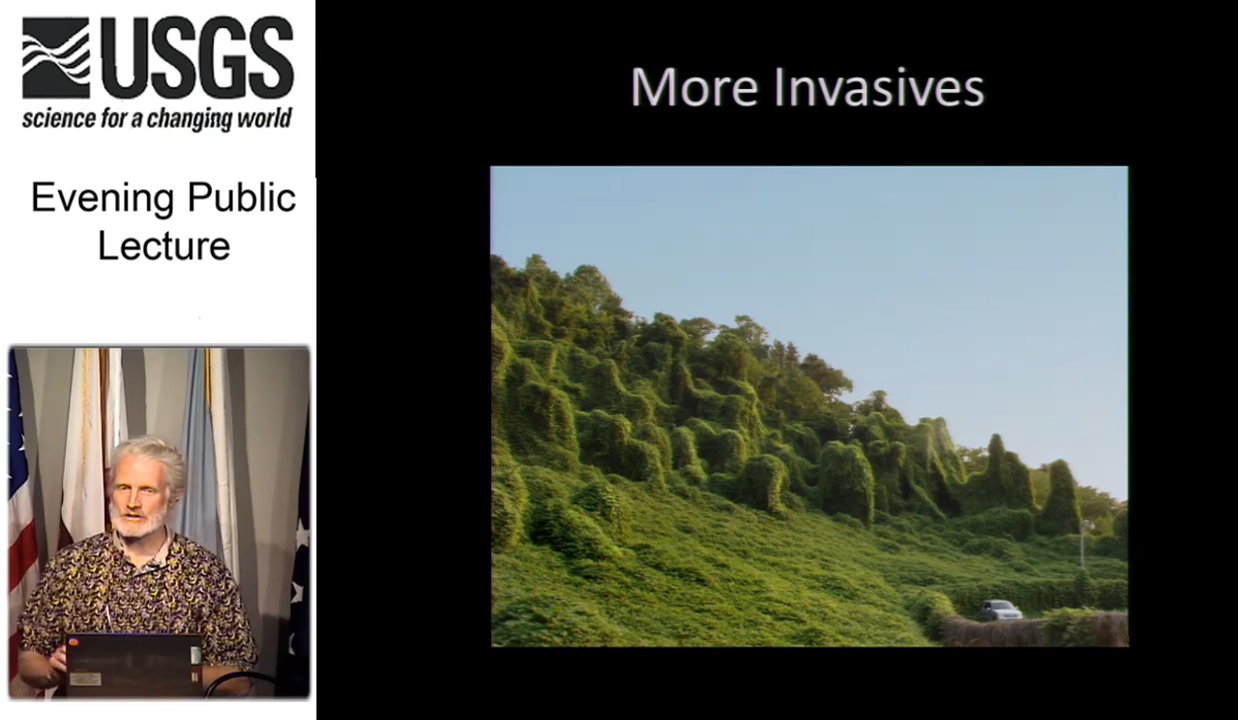 USGS
science for a changing world
Evening Public
Lecture
More Invasives